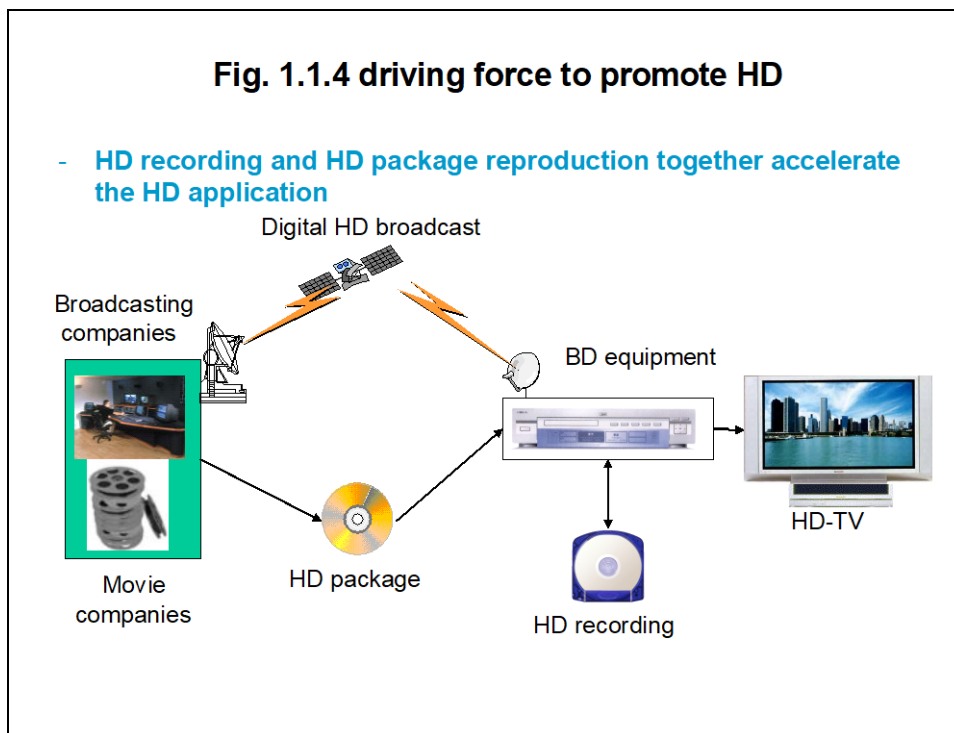 Fig. 1.1.4 driving force to promote HD
- HD recording and HD package reproduction together accelerate
the HD application
Digital HD broadcast
Broadcasting
companies
BD equipment
HD-TV
HD package
Movie
companies
HD recording